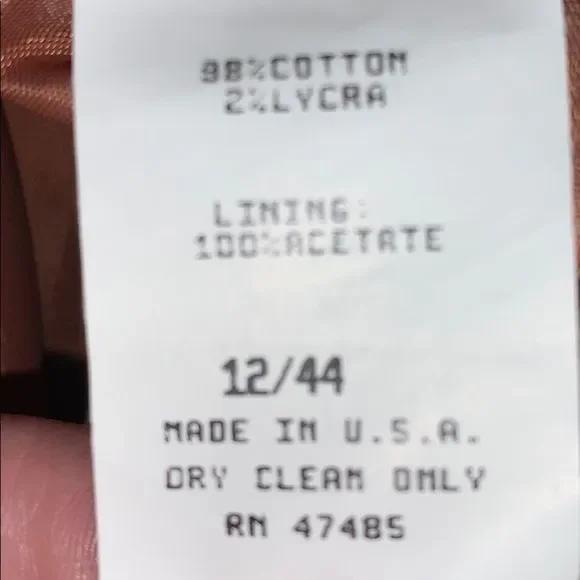 98%COTTON
2%LYCRA
LINING:
100%ACETATE
12/44
MADE IN U.S.A.
DRY CLEAN ONLY
RN 47485